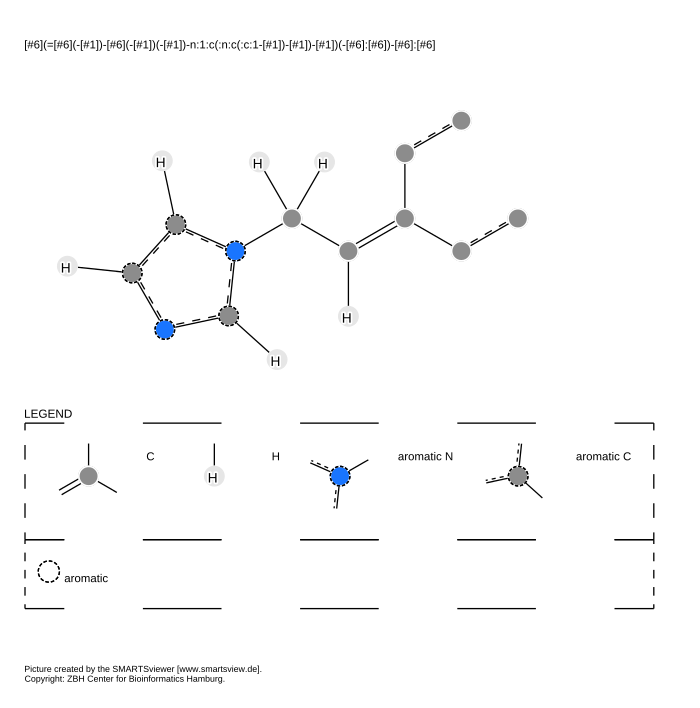 [#6](=[#6](-[#1])-[#6](-[#1])(-[#1])-n:1:c(:n:c(:c:1-[#1])-[#1])-[#1])(-[#6]:[#6])-[#6]:[#6]
H H H
H
H
H
LEGEND
C H aromatic N aromatic C
H
aromatic
Picture created by the SMARTSviewer [www.smartsview.de].
Copyright: ZBH Center for Bioinformatics Hamburg.